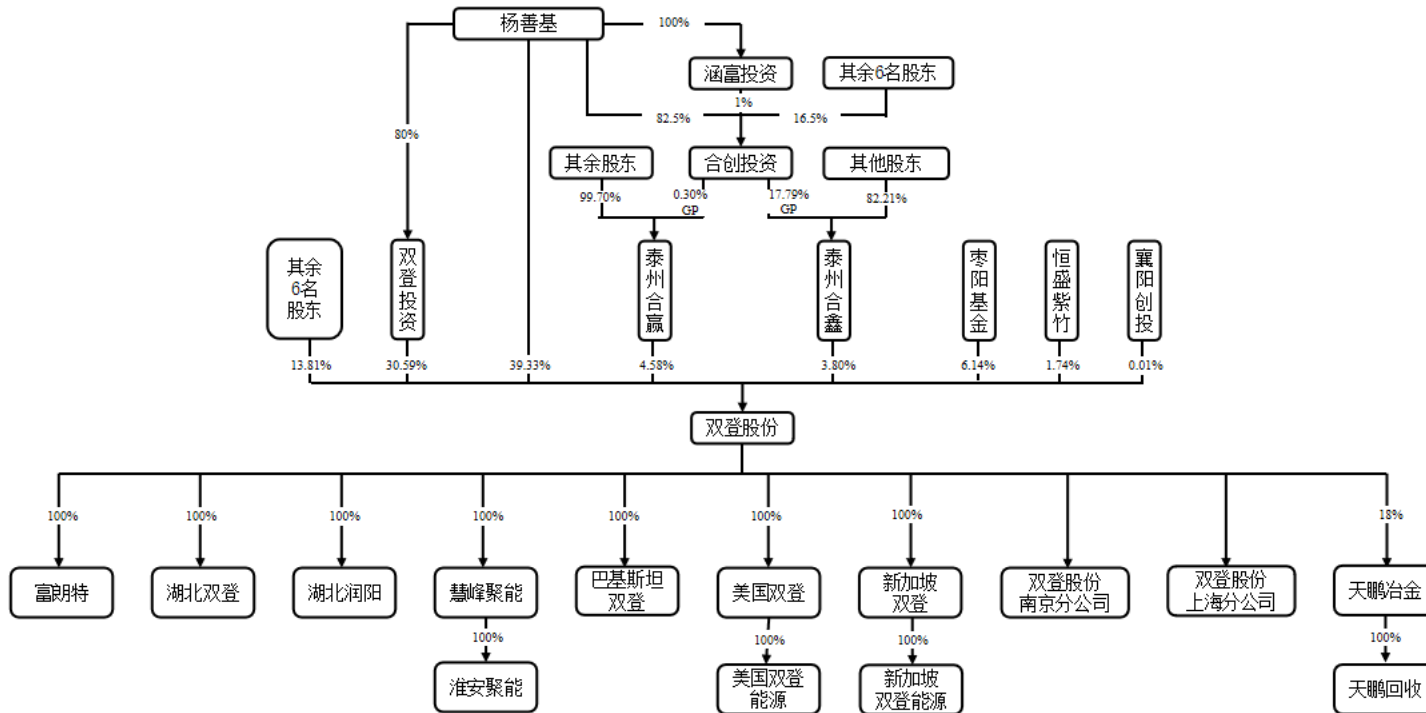 杨善基
100%
涵富投资
其余6名股东
1%
82.5%
16.5%
80%
其余股东
合创投资
其他股东
99.70%
0.30%
GP
17.79%
GP
82.21%
其余
6名
股东
双登投资
泰州合赢
泰州合鑫
枣阳基金
恒盛紫竹
襄阳创投
13.81%
30.59%
39.33%
4.58%
3.80%
6.14%
1.74%
0.01%
双登股份
100%
100%
100%
100%
100%
100%
100%
18%
富朗特
湖北双登
湖北润阳
慧峰聚能
巴基斯坦
双登
美国双登
新加坡
双登
双登股份
南京分公司
双登股份
上海分公司
天鹏冶金
100%
100%
100%
100%
淮安聚能
美国双登
能源
新加坡
双登能源
天鹏回收